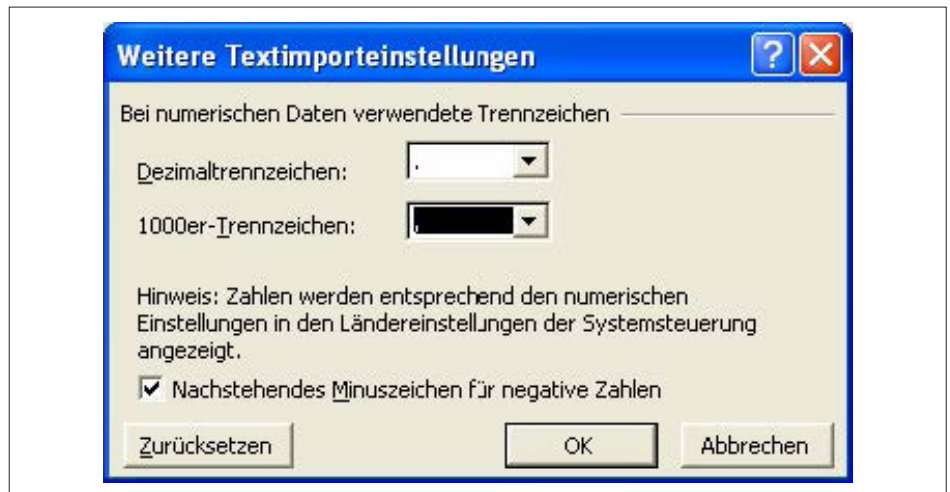 Weitere Textimporteinstellungen
Bei numerischen Daten verwendete Trennzeichen
Dezimaltrennzeichen: .
1000er-Trennzeichen:
Hinweis: Zahlen werden entsprechend den numerischen
Einstellungen in den Ländereinstellungen der Systemsteuerung
angezeigt.
Nachstehendes Minuszeichen für negative Zahlen
Zurücksetzen OK Abbrechen